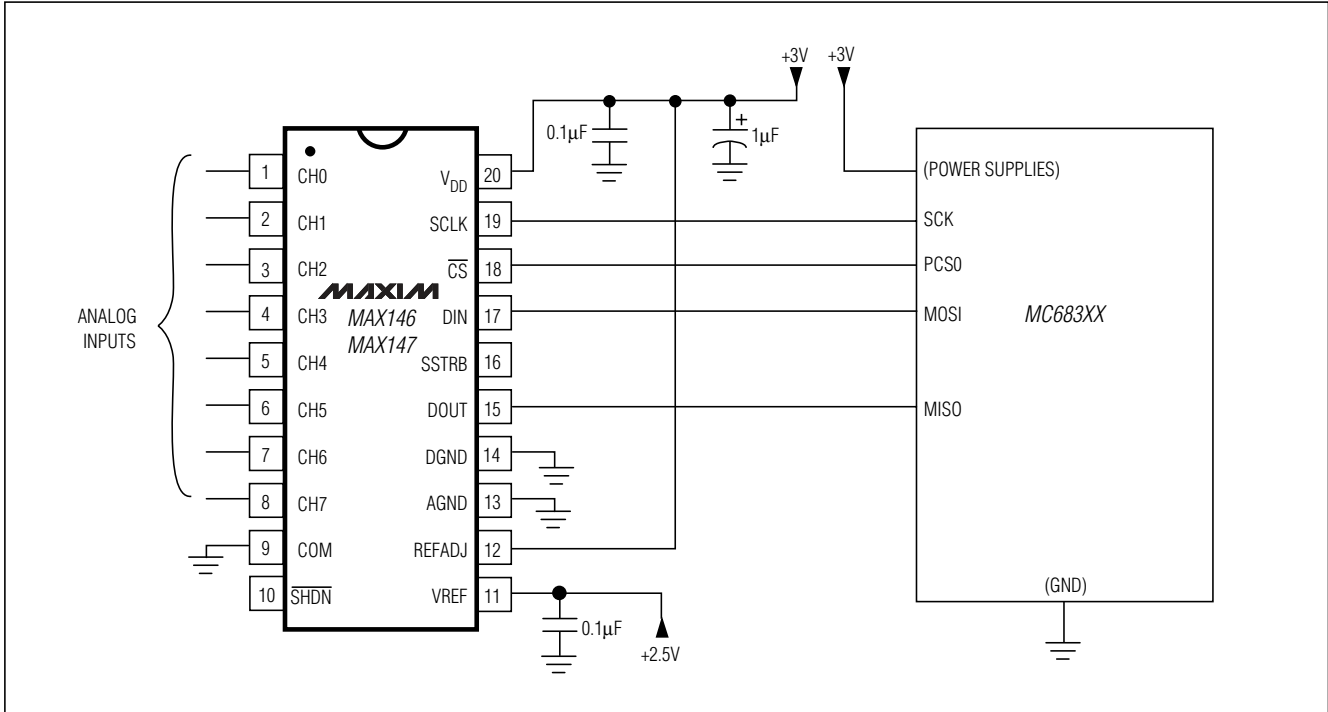 +3V
+3V
0.1µF
+
1µF
1
CH0
VDD
20
(POWER SUPPLIES)
2
CH1
SCLK
19
SCK
3
CH2
CS
18
PCS0
MAXIM
ANALOG
INPUTS
4
CH3
MAX146
DIN
17
MOSI
MC683XX
MAX147
5
CH4
SSTRB
16
6
CH5
DOUT
15
MISO
7
CH6
DGND
14
8
CH7
AGND
13
9
COM
REFADJ
12
10
SHDN
VREF
11
0.1µF
+2.5V
(GND)